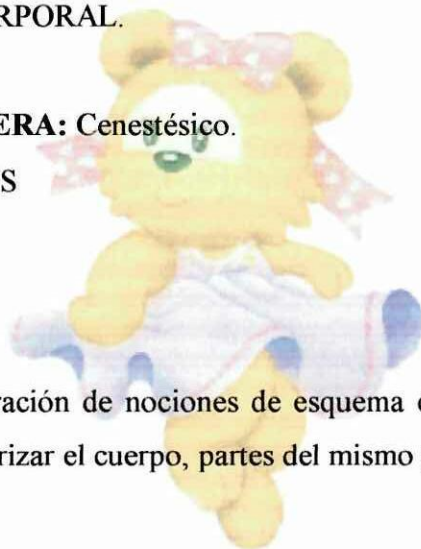 RPORAL.
ERA: Cenestésico.
S
ración de nociones de esquema c
rizar el cuerpo, partes del mismo